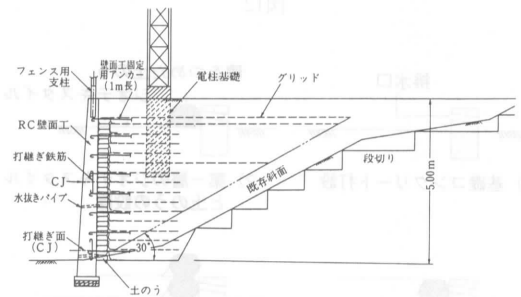 フェンス用
支柱
壁面工固定
用アンカー
(1m長)
電柱基礎
グリッド
RC壁面工
打継ぎ鉄筋
CJ
水抜きパイプ
打継ぎ面
(CJ)
土のう
30°
既存斜面
段切り
5.00m